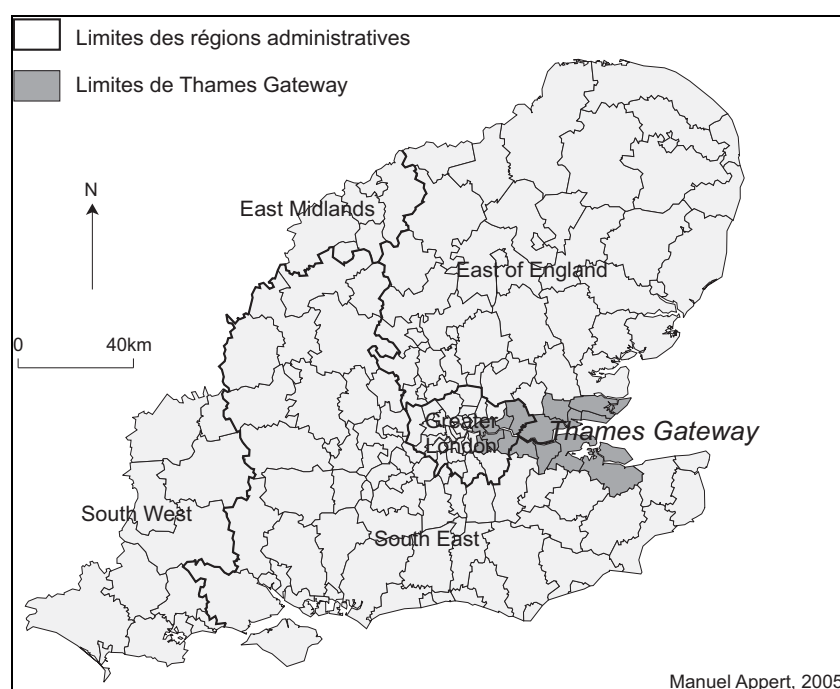 Limites des régions administratives
Limites de Thames Gateway
N
East Midlands
East of England
0 40km
Greater
London
Thames Gateway
South West
South East
Manuel Appert, 2005